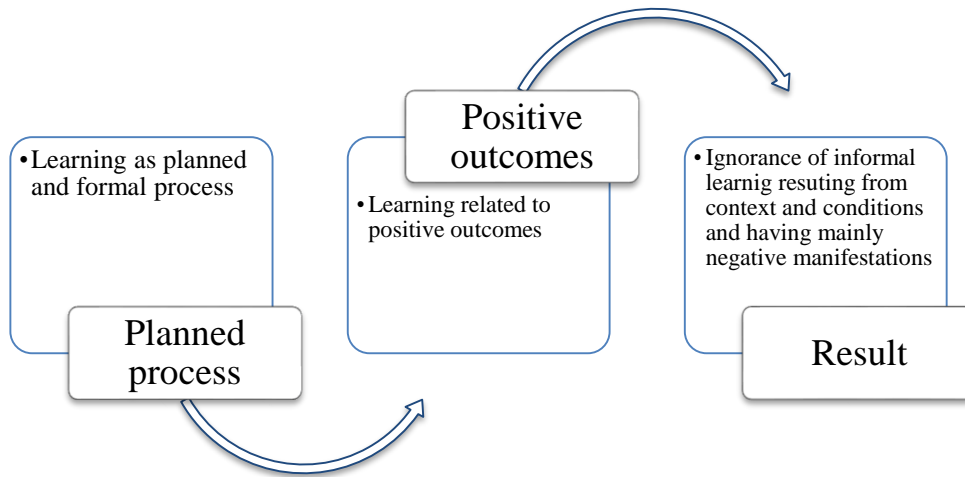 • Learning as planned
and formal process
Planned
process
Positive
outcomes
• Learning related to
positive outcomes
• Ignorance of informal
learnig resuting from
context and conditions
and having mainly
negative manifestations
Result